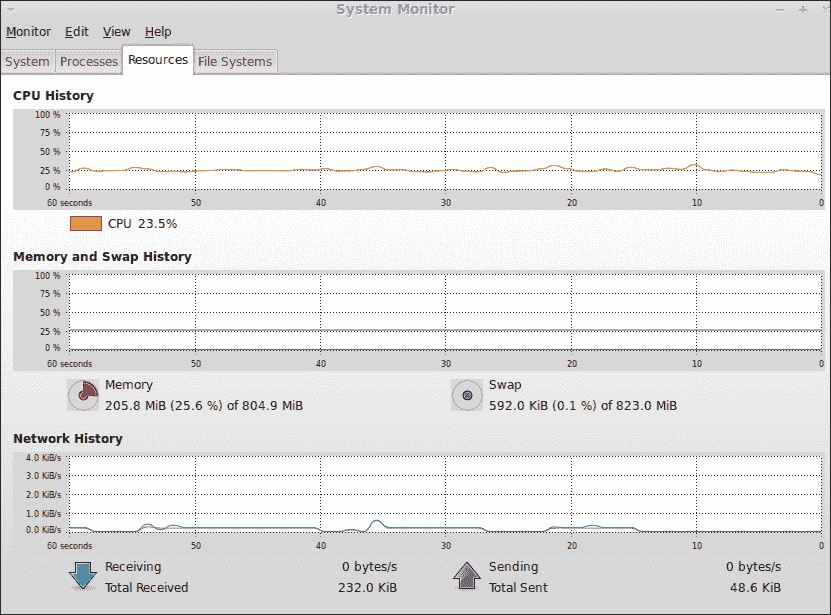 System Monitor
Monitor Edit View Help
System Processes Resources File Systems
CPU History
100 %
75 %
50 %
25 %
0 %
60 seconds 50 40 30 20 10 0
CPU 23.5%
Memory and Swap History
100 %
75 %
50 %
25 %
0 %
60 seconds 50 40 30 20 10 0
Memory Swap
205.8 MiB (25.6 %) of 804.9 MiB 592.0 KiB (0.1 %) of 823.0 MiB
Network History
4.0 KiB/s
3.0 KiB/s
2.0 KiB/s
1.0 KiB/s
0.0 KiB/s
60 seconds 50 40 30 20 10 0
Receiving 0 bytes/s Sending 0 bytes/s
Total Received 232.0 KiB Total Sent 48.6 KiB